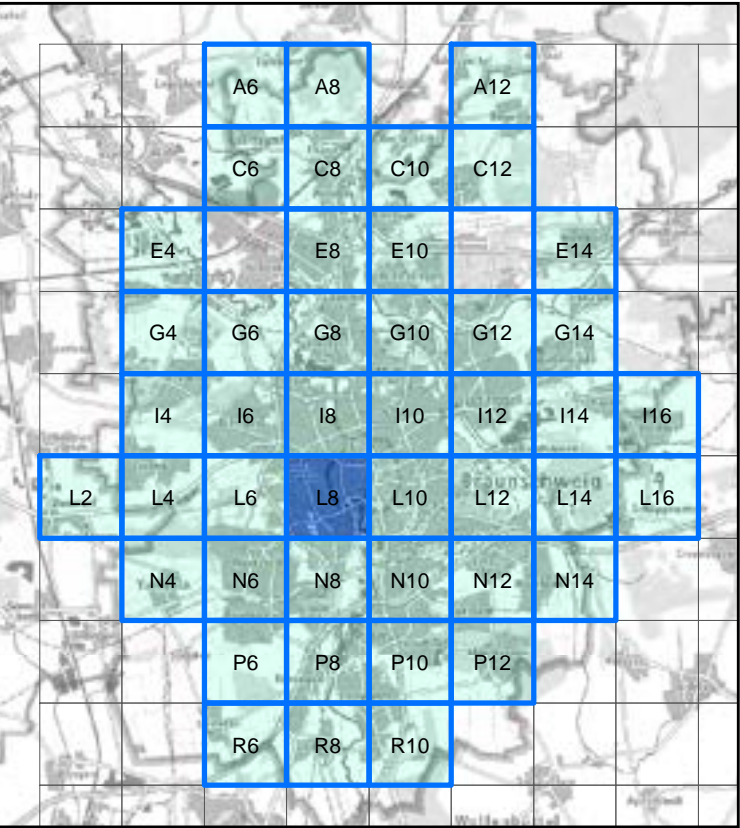 A6 A8 A12
C6 C8 C10 C12
E4 E8 E10 E14
G4 G6 G8 G10 G12 G14
I4 I6 I8 I10 I12 I14 I16
Braunschweig
L2 L4 L6 L8 L10 L12 L14 L16
N4 N6 N8 N10 N12 N14
P6 P8 P10 P12
R6 R8 R10
Wolfenbüttel